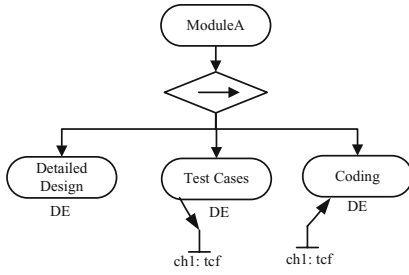 ModuleA
Detailed
Design
Test Cases
Coding
DE
DE
DE
ch1: tcf
ch1: tcf